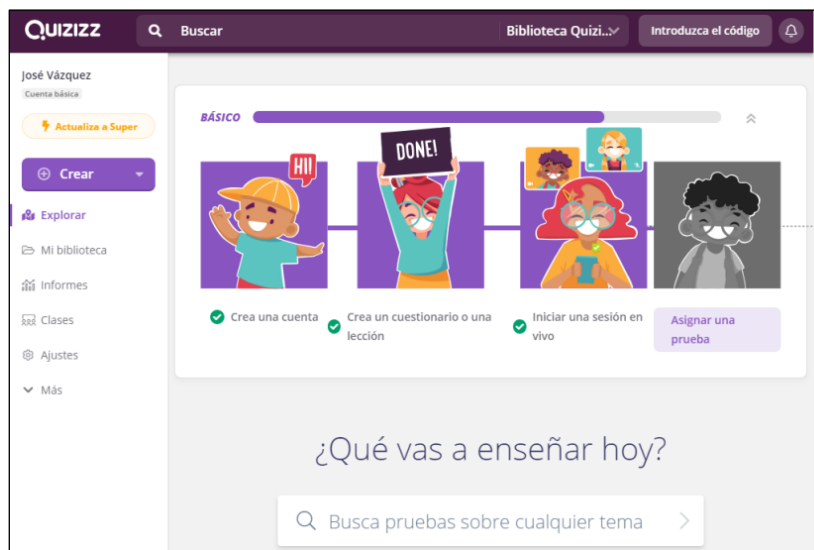 QUIZIZZ
Buscar
Biblioteca Quizi...
Introduzca el código
José Vázquez
Cuenta básica
Actualiza a Super
Crear
Explorar
Mi biblioteca
Informes
Clases
Ajustes
Más
BÁSICO
HI!
DONE!
Crea una cuenta
Crea un cuestionario o una
lección
Iniciar una sesión en
vivo
Asignar una
prueba
¿Qué vas a enseñar hoy?
Busca pruebas sobre cualquier tema